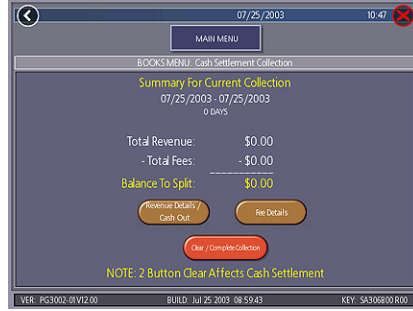 07/25/2003 10:47
MAIN MENU
BOOKS MENU: Cash Settlement Collection
Summary For Current Collection
07/25/2003 - 07/25/2003
0 DAYS
Total Revenue: $0.00
- Total Fees: - $0.00
Balance To Split: $0.00
Revenue Details /
Cash Out
Fee Details
Clear / Complete Collection
NOTE: 2 Button Clear Affects Cash Settlement
VER: PG3002-01V12.00 BUILD: Jul 25 2003 08:59:43 KEY: SA306800R00